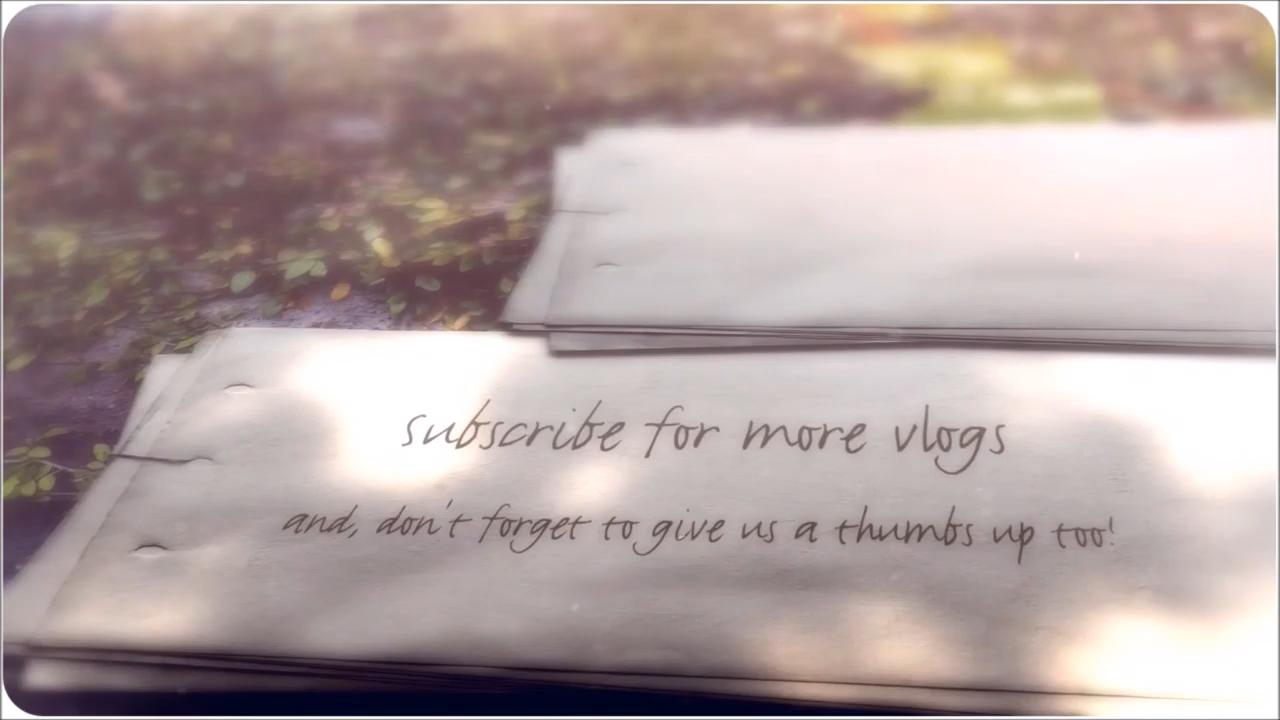 subscribe for more vlogs
and, don't forget to give us a thumbs up too!